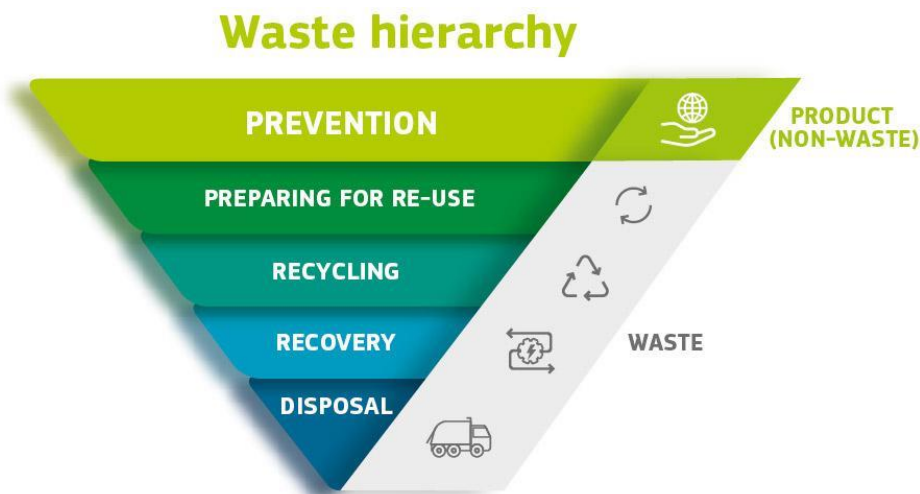 Waste hierarchy
PREVENTION
PRODUCT
(NON-WASTE)
PREPARING FOR RE-USE
RECYCLING
RECOVERY
WASTE
DISPOSAL